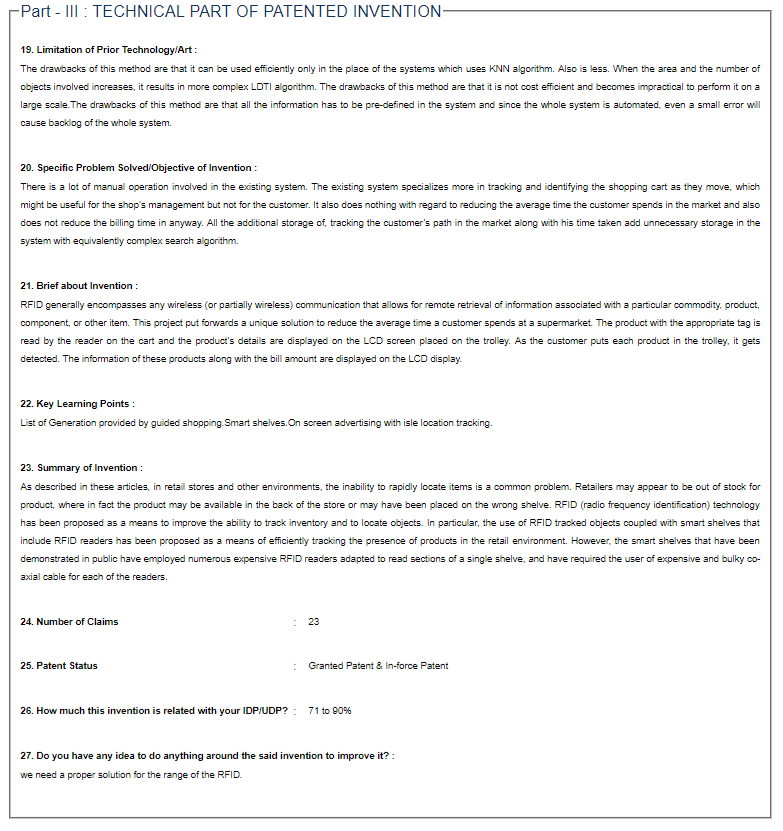 Part - III : TECHNICAL PART OF PATENTED INVENTION
19. Limitation of Prior Technology/Art :
The drawbacks of this method are that it can be used efficiently only in the place of the systems which uses KNN algorithm. Also is less. When the area and the number of
objects involved increases, it results in more complex LDTI algorithm. The drawbacks of this method are that it is not cost efficient and becomes impractical to perform it on a
large scale.The drawbacks of this method are that all the information has to be pre-defined in the system and since the whole system is automated, even a small error will
cause backlog of the whole system.
20. Specific Problem Solved/Objective of Invention :
There is a lot of manual operation involved in the existing system. The existing system specializes more in tracking and identifying the shopping cart as they move, which
might be useful for the shop's management but not for the customer. It also does nothing with regard to reducing the average time the customer spends in the market and also
does not reduce the billing time in anyway. All the additional storage of, tracking the customer's path in the market along with his time taken add unnecessary storage in the
system with equivalently complex search algorithm.
21. Brief about Invention :
RFID generally encompasses any wireless (or partially wireless) communication that allows for remote retrieval of information associated with a particular commodity, product,
component, or other item. This project put forwards a unique solution to reduce the average time a customer spends at a supermarket. The product with the appropriate tag is
read by the reader on the cart and the product's details are displayed on the LCD screen placed on the trolley. As the customer puts each product in the trolley, it gets
detected. The information of these products along with the bill amount are displayed on the LCD display.
22. Key Learning Points :
List of Generation provided by guided shopping.Smart shelves.On screen advertising with isle location tracking.
23. Summary of Invention :
As described in these articles, in retail stores and other environments, the inability to rapidly locate items is a common problem. Retailers may appear to be out of stock for
product, where in fact the product may be available in the back of the store or may have been placed on the wrong shelve. RFID (radio frequency identification) technology
has been proposed as a means to improve the ability to track inventory and to locate objects. In particular, the use of RFID tracked objects coupled with smart shelves that
include RFID readers has been proposed as a means of efficiently tracking the presence of products in the retail environment. However, the smart shelves that have been
demonstrated in public have employed numerous expensive RFID readers adapted to read sections of a single shelve, and have required the user of expensive and bulky co-
axial cable for each of the readers.
24. Number of Claims : 23
25. Patent Status : Granted Patent & In-force Patent
26. How much this invention is related with your IDP/UDP? : 71 to 90%
27. Do you have any idea to do anything around the said invention to improve it? :
we need a proper solution for the range of the RFID.